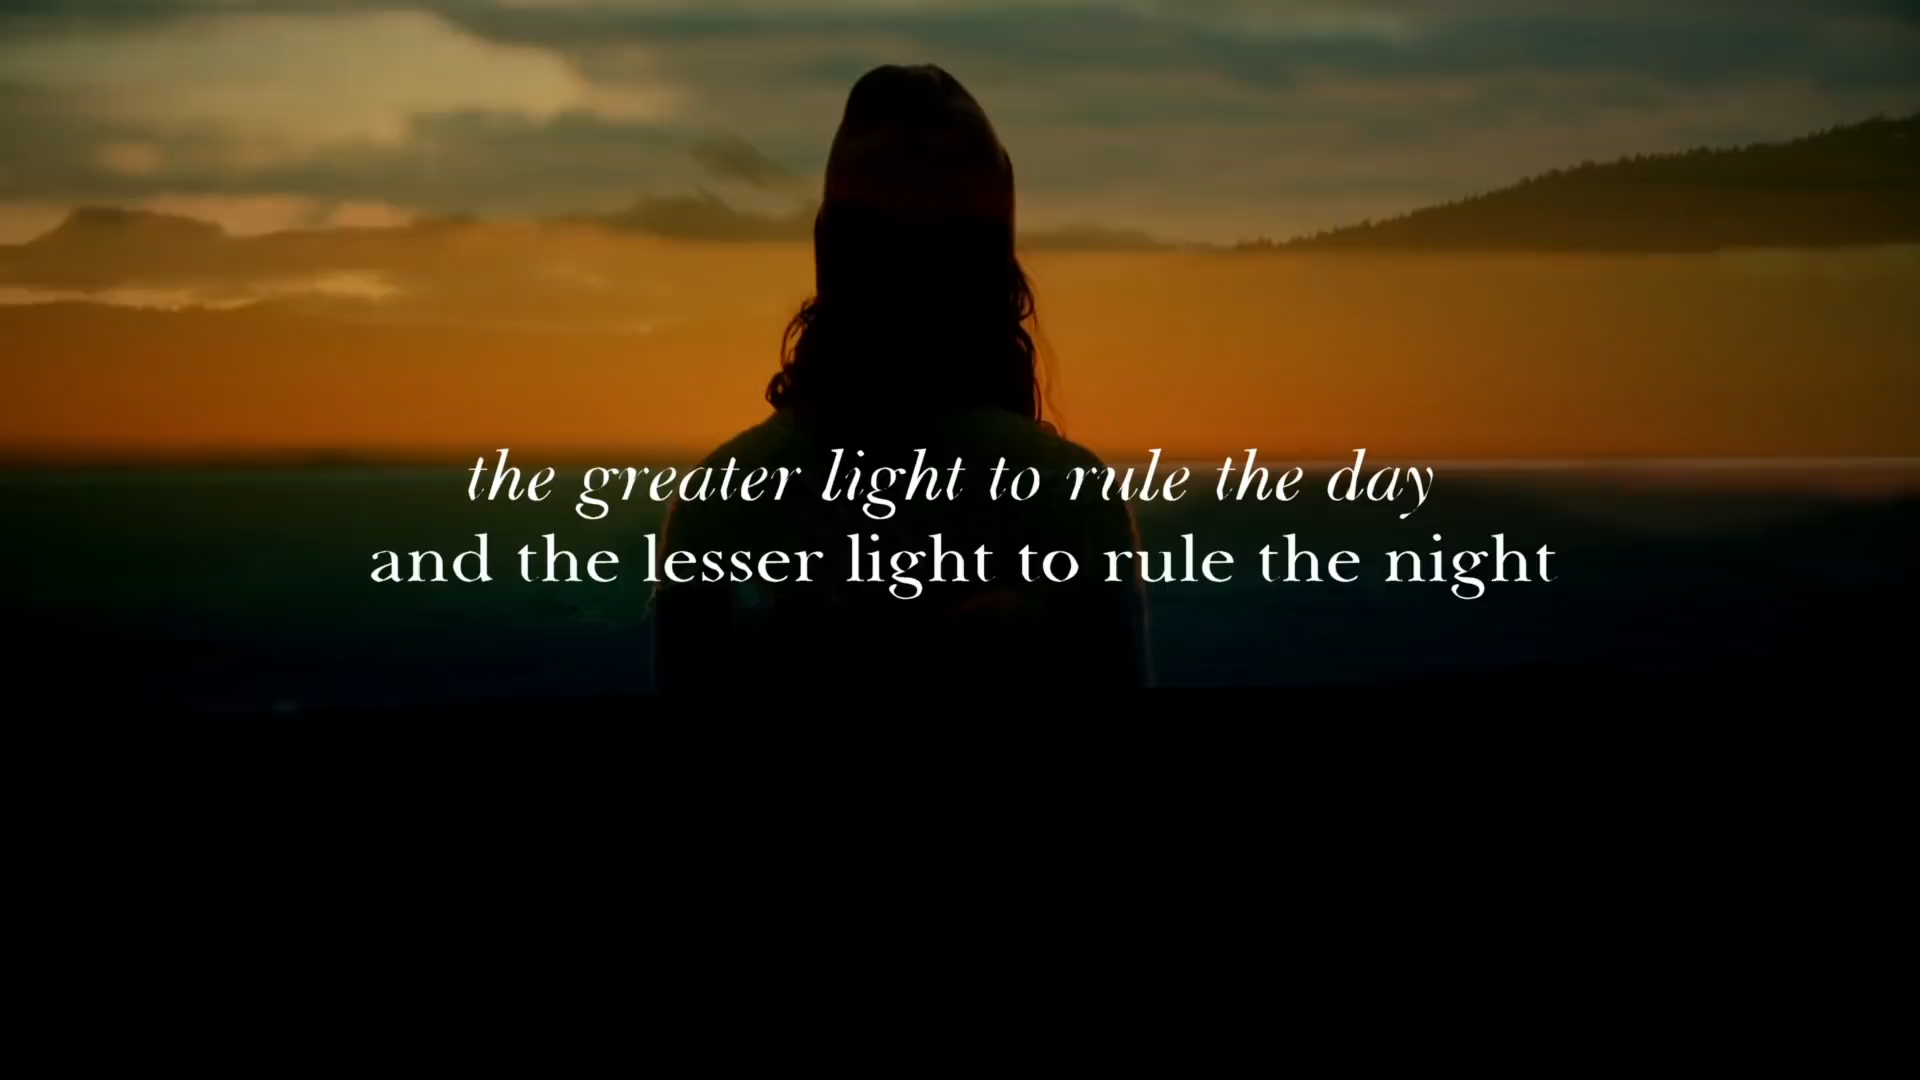 the greater light to rule the day
and the lesser light to rule the night